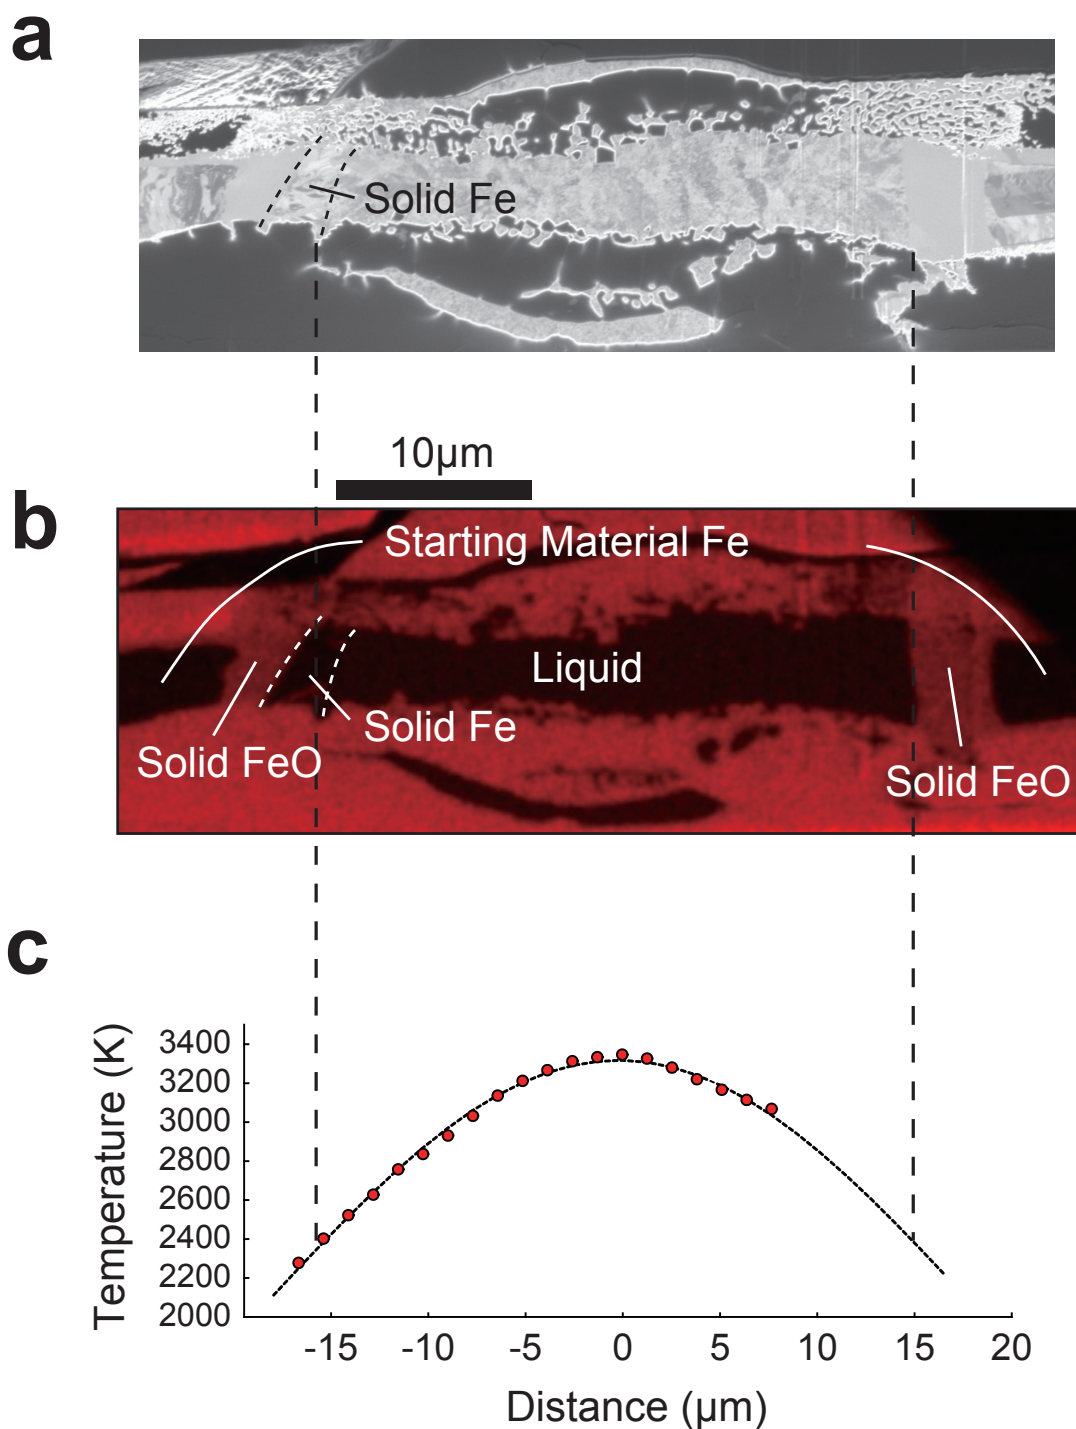 a
Solid Fe
10μm
b
Starting Material Fe
Liquid
Solid Fe
Solid FeO
Solid FeO
c
Temperature (K)
3400
3200
3000
2800
2600
2400
2200
2000
-15 -10 -5 0 5 10 15 20
Distance (μm)